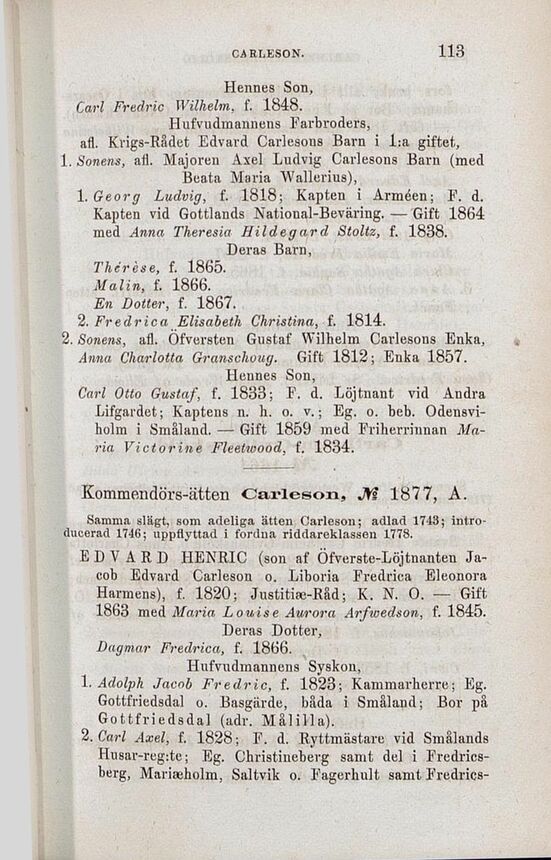 CARLESON. 113
Hennes Son,
Carl Fredric Wilhelm, f. 1848.
Hufvudmannens Farbroders,
afl. Krigs-Rådet Edvard Carlesons Barn i 1:a giftet,
1. Sonens, afl. Majoren Axel Ludvig Carlesons Barn (med
Beata Maria Wallerius),
1. Georg Ludvig, f. 1818; Kapten i Arméen; F. d.
Kapten vid Gottlands National-Beväring. — Gift 1864
med Anna Theresia Hildegard Stoltz, f. 1838.
Deras Barn,
Thérèse, f. 1865.
Malin, f. 1866.
En Dotter, f. 1867.
2. Fredrica Elisabeth Christina, f. 1814.
2. Sonens, afl. Öfversten Gustaf Wilhelm Carlesons Enka,
Anna Charlotta Granschoug. Gift 1812; Enka 1857.
Hennes Son,
Carl Otto Gustaf, f. 1833; F. d. Löjtnant vid Andra
Lifgardet; Kaptens n. h. o. v.; Eg. o. beb. Odensvi-
holm i Småland. — Gift 1859 med Friherrinnan Ma-
ria Victorine Fleetwood, f. 1834.
Kommendörs-ätten Carleson, № 1877, A.
Samma slägt, som adeliga ätten Carleson; adlad 1743; intro-
ducerad 1746; uppflyttad i fordna riddareklassen 1778.
EDVARD HENRIC (son af Öfverste-Löjtnanten Ja-
cob Edvard Carleson o. Liboria Fredrica Eleonora
Harmens), f. 1820; Justitiæ-Råd; K. N. O. — Gift
1863 med Maria Louise Aurora Arfwedson, f. 1845.
Deras Dotter,
Dagmar Fredrica, f. 1866.
Hufvudmannens Syskon,
1. Adolph Jacob Fredric, f. 1823; Kammarherre; Eg.
Gottfriedsdal o. Basgärde, båda i Småland; Bor på
Gottfriedsdal (adr. Målilla).
2. Carl Axel, f. 1828; F. d. Ryttmästare vid Smålands
Husar-reg:te; Eg. Christineberg samt del i Fredrics-
berg, Mariæholm, Saltvik o. Fagerhult samt Fredrics-